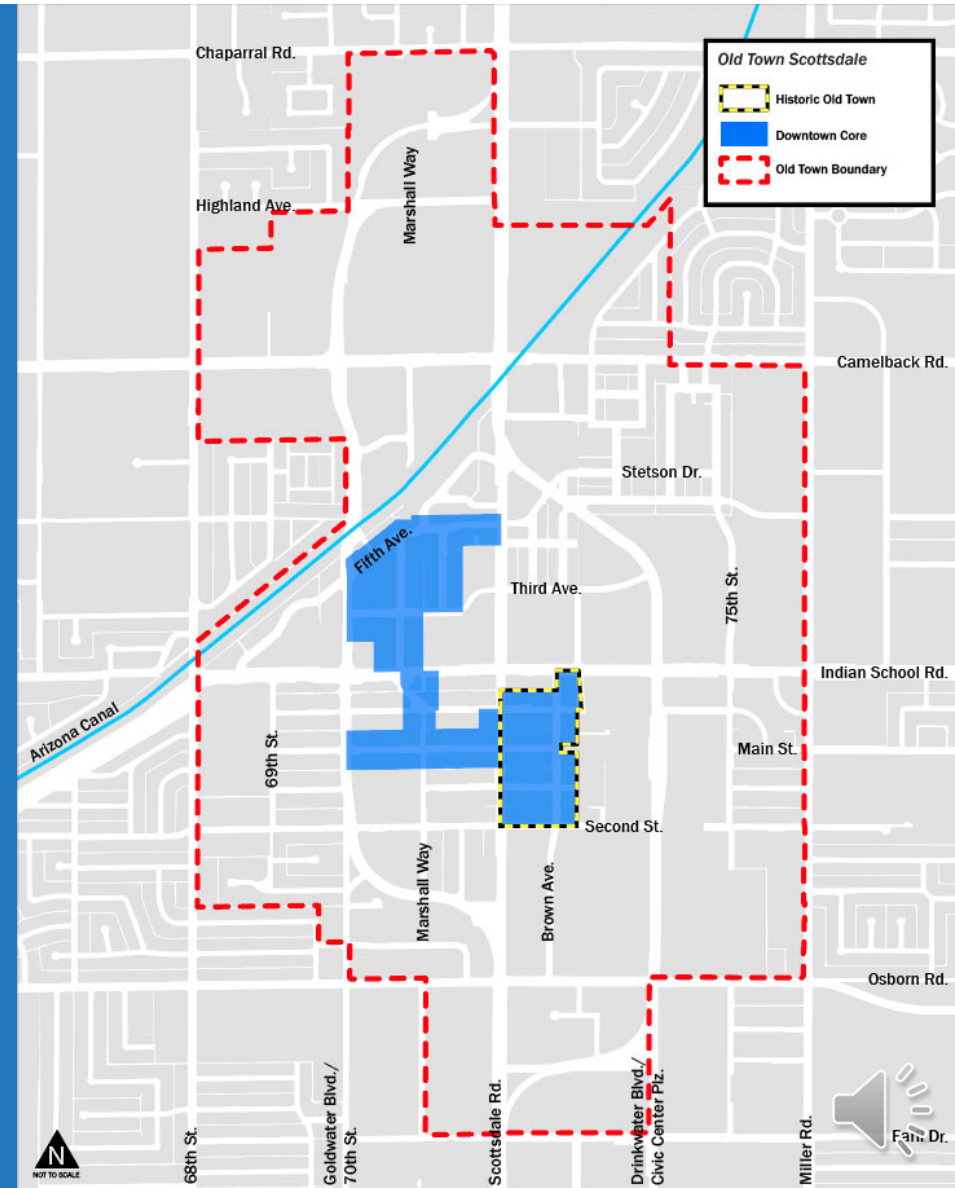 Chaparral Rd.
Old Town Scottsdale
Historic Old Town
Downtown Core
Old Town Boundary
Marshall Way
Highland Ave.
Camelback Rd.
Stetson Dr.
Fifth Ave.
Third Ave.
75th St.
Indian School Rd.
Arizona Canal
69th St.
Main St.
Second St.
Marshall Way
Brown Ave.
Osborn Rd.
68th St.
Goldwater Blvd./
70th St.
Scottsdale Rd.
Drinkwater Blvd./
Civic Center Plz.
Miller Rd.
Dr.
N
NOT TO SCALE